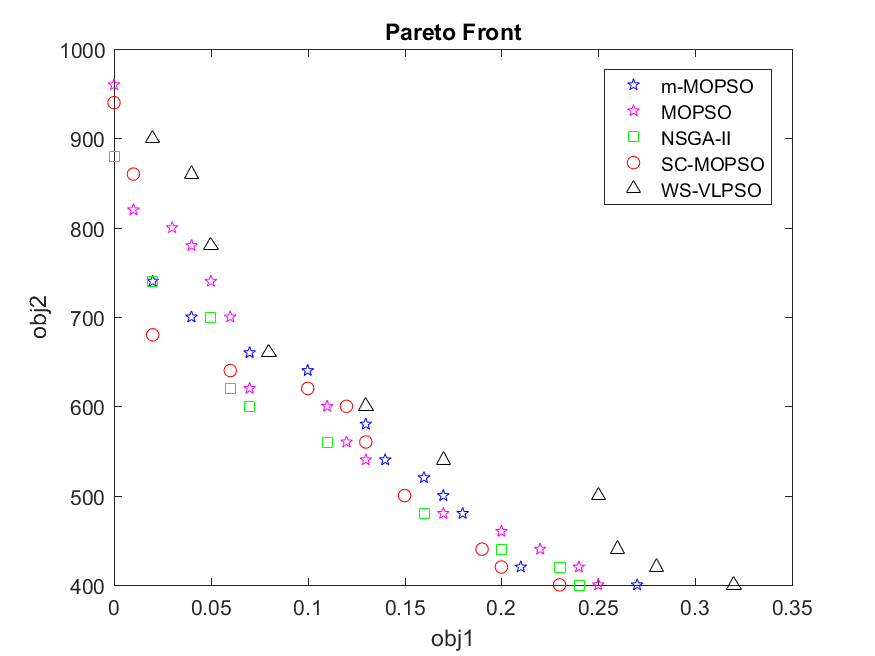 Pareto Front
1000
900
800
700
600
500
400
obj2
0 0.05 0.1 0.15 0.2 0.25 0.3 0.35
obj1
m-MOPSO
MOPSO
NSGA-II
SC-MOPSO
WS-VLPSO